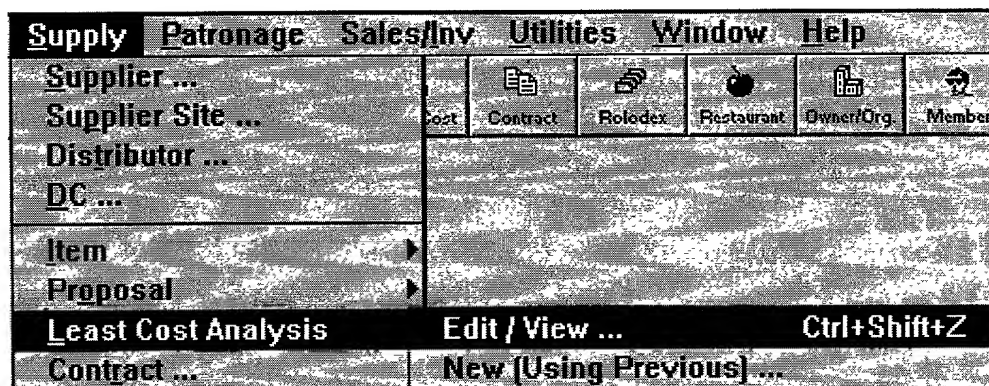 Supply Patronage Sales/Inv Utilities Window Help
Supplier ...
Supplier Site ...
Distributor ...
DC ...
Cost Contract Rolodex Restaurant Owner/Org. Member
Item
Proposal
Least Cost Analysis Edit / View ... Ctrl+Shift+Z
Contract ... New (Using Previous) ...